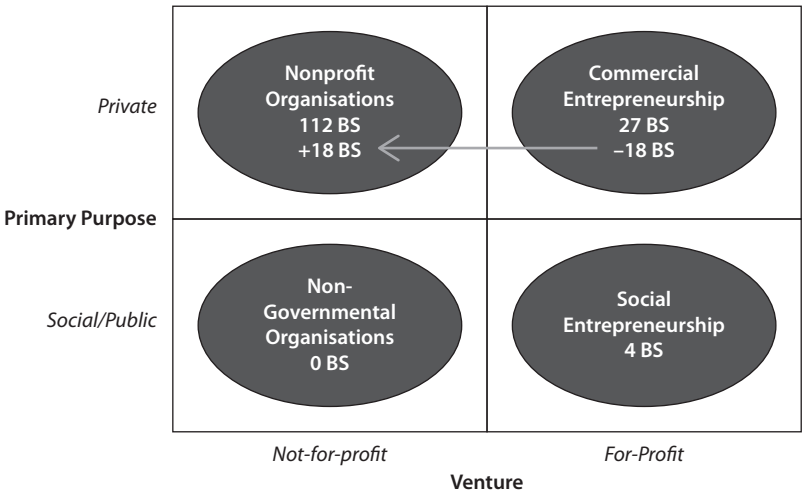 Nonprofit
Organisations
112 BS
+18 BS
Commercial
Entrepreneurship
27 BS
–18 BS
Private
Primary Purpose
Non-
Governmental
Organisations
0 BS
Social
Entrepreneurship
4 BS
Social/Public
Not-for-profit
For-Profit
Venture